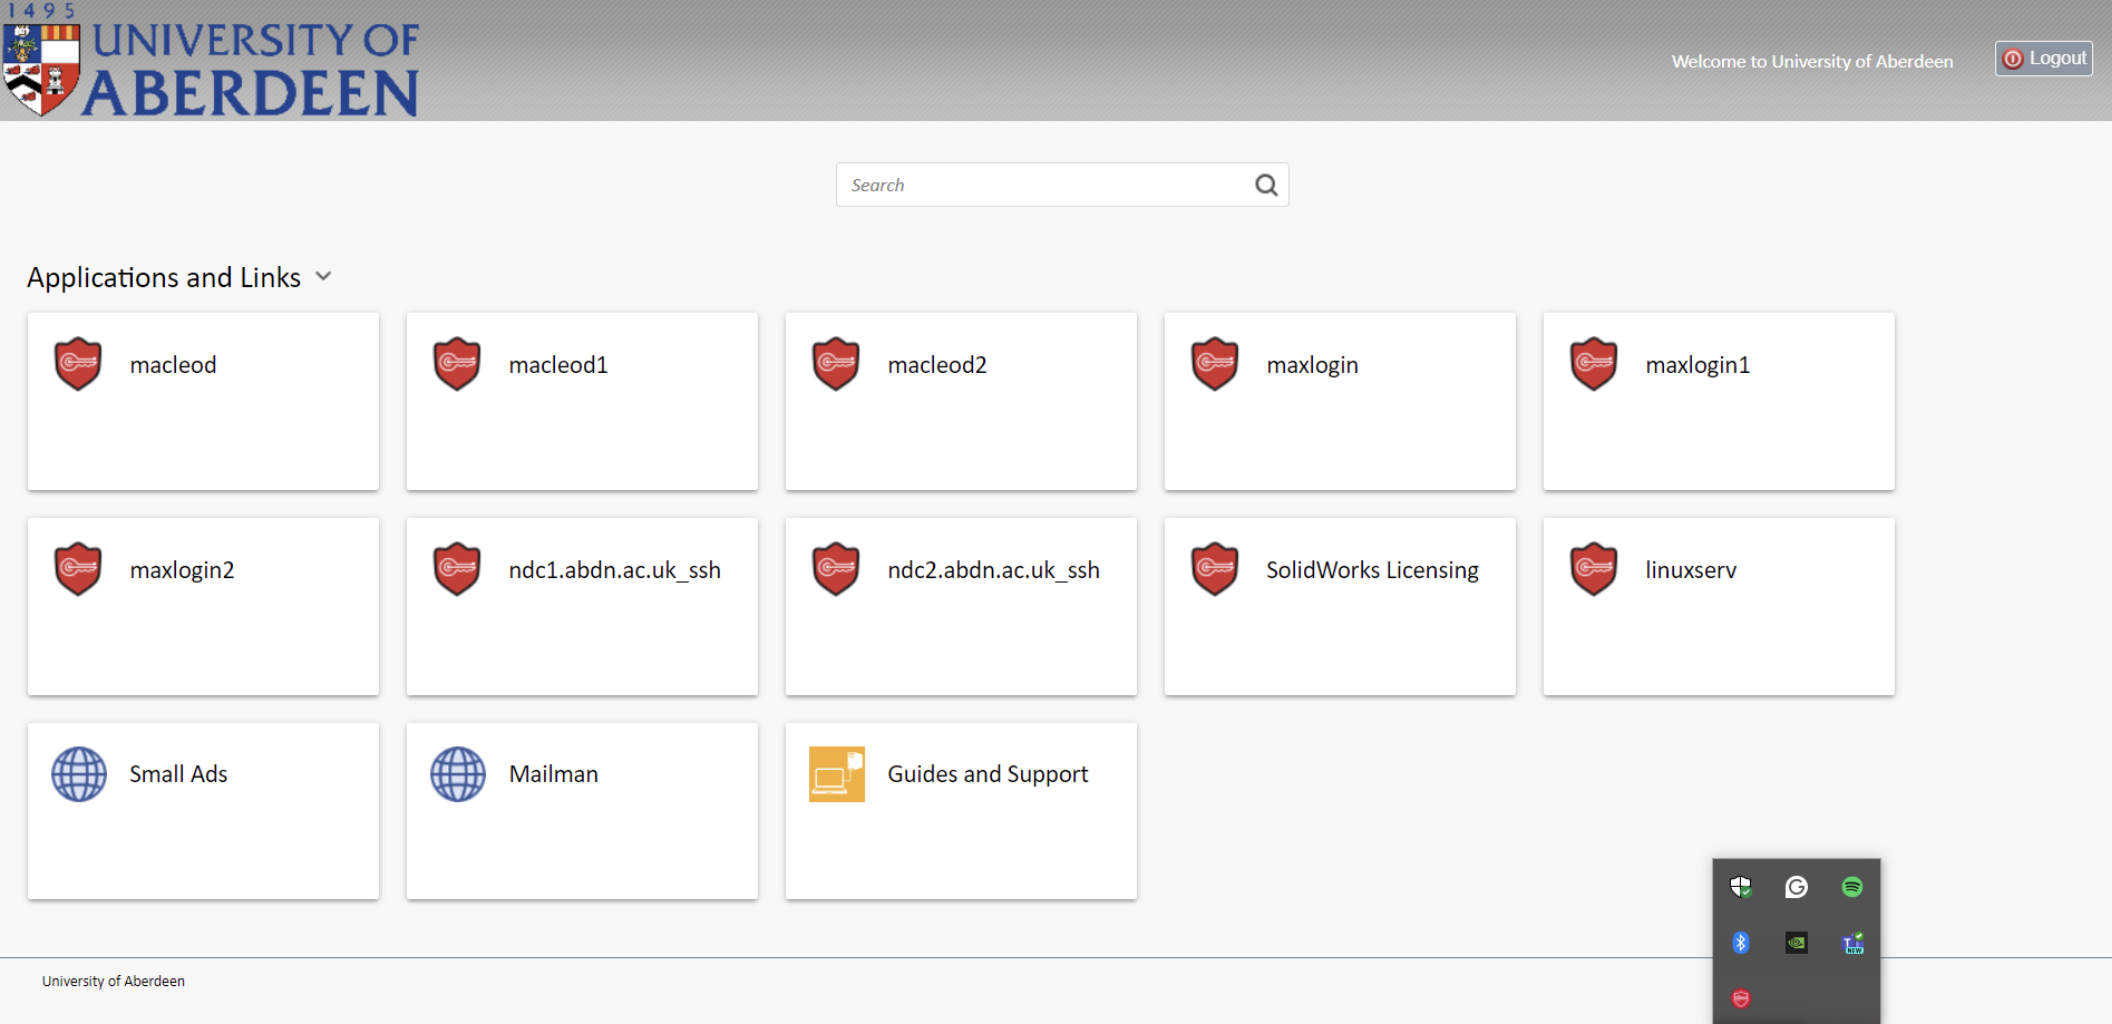 1495
UNIVERSITY OF
ABERDEEN
Welcome to University of Aberdeen
Logout
Search
Applications and Links
macleod
macleod1
macleod2
maxlogin
maxlogin1
maxlogin2
ndc1.abdn.ac.uk_ssh
ndc2.abdn.ac.uk_ssh
SolidWorks Licensing
linuxserv
Small Ads
Mailman
Guides and Support
University of Aberdeen
G
T
NEW